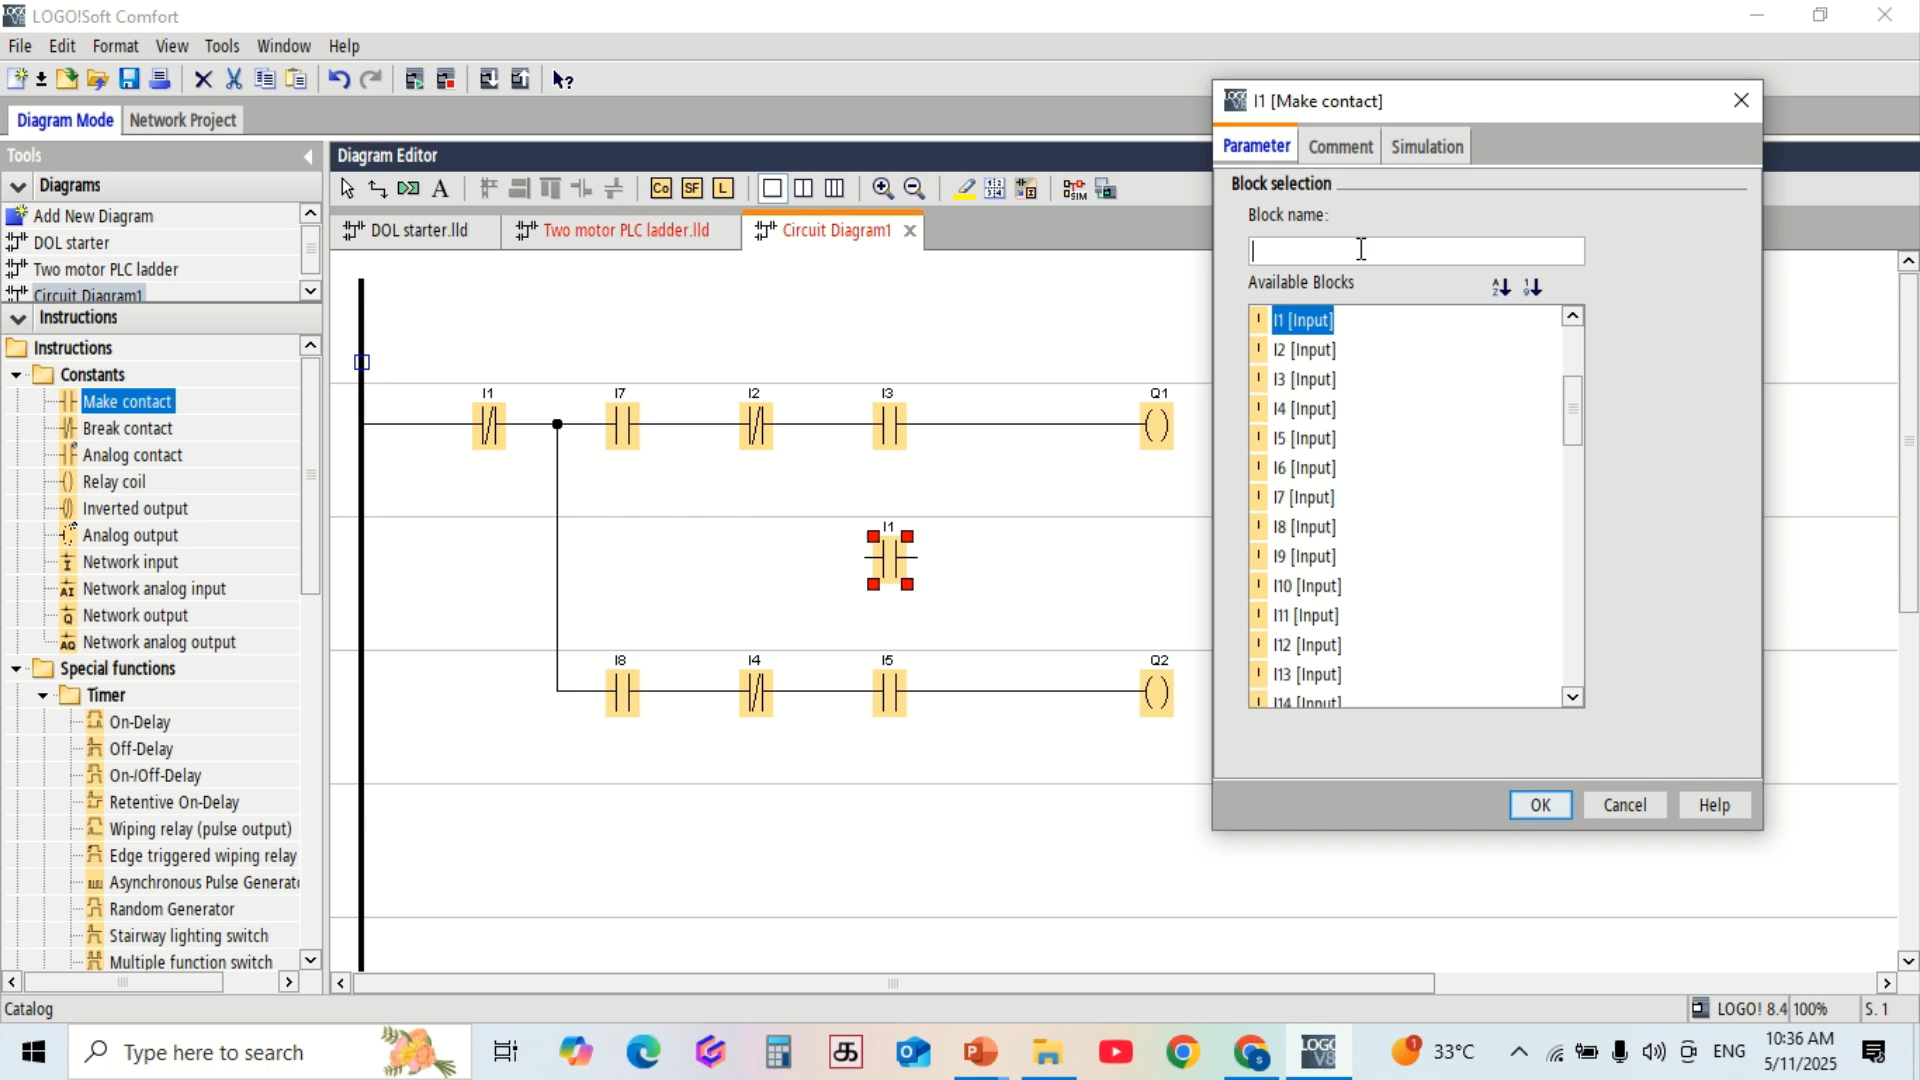 LOGO!Soft Comfort
File Edit Format View Tools Window Help
Diagram Mode Network Project
Tools
Diagrams
Add New Diagram
DOL starter
Two motor PLC ladder
Circuit Diagram1
Instructions
Instructions
Constants
Make contact
Break contact
Analog contact
Relay coil
Inverted output
Analog output
Network input
Network analog input
Network output
Network analog output
Special functions
Timer
On-Delay
Off-Delay
On-/Off-Delay
Retentive On-Delay
Wiping relay (pulse output)
Edge triggered wiping relay
Asynchronous Pulse Generat
Random Generator
Stairway lighting switch
Multiple function switch
Catalog
Diagram Editor
A Co SF L
DOL starter.lld Two motor PLC ladder.lld Circuit Diagram1
I1 I7 I2 I3 Q1
I1
I8 I4 I5 Q2
I1 [Make contact]
Parameter Comment Simulation
Block selection
Block name:
Available Blocks
I1 [Input]
I2 [Input]
I3 [Input]
I4 [Input]
I5 [Input]
I6 [Input]
I7 [Input]
I8 [Input]
I9 [Input]
I10 [Input]
I11 [Input]
I12 [Input]
I13 [Input]
I14 [Input]
OK Cancel Help
LOGO! 8.4 100% S. 1
Type here to search
33°C ENG
10:36 AM
5/11/2025